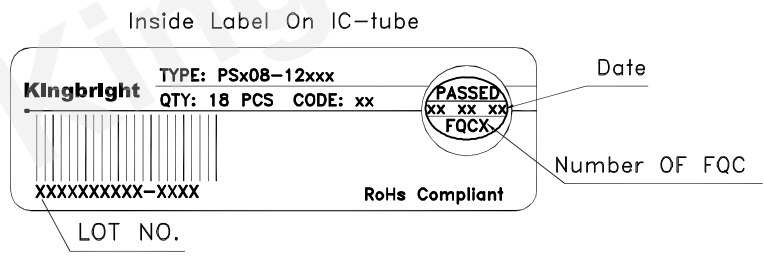 Inside Label On IC-tube
Kingbright
TYPE: PSx08-12xxx
QTY: 18 PCS CODE: xx
PASSED
xx xx xx
FQCX
Date
Number OF FQC
XXXXXXXXXX-XXXX
RoHs Compliant
LOT NO.